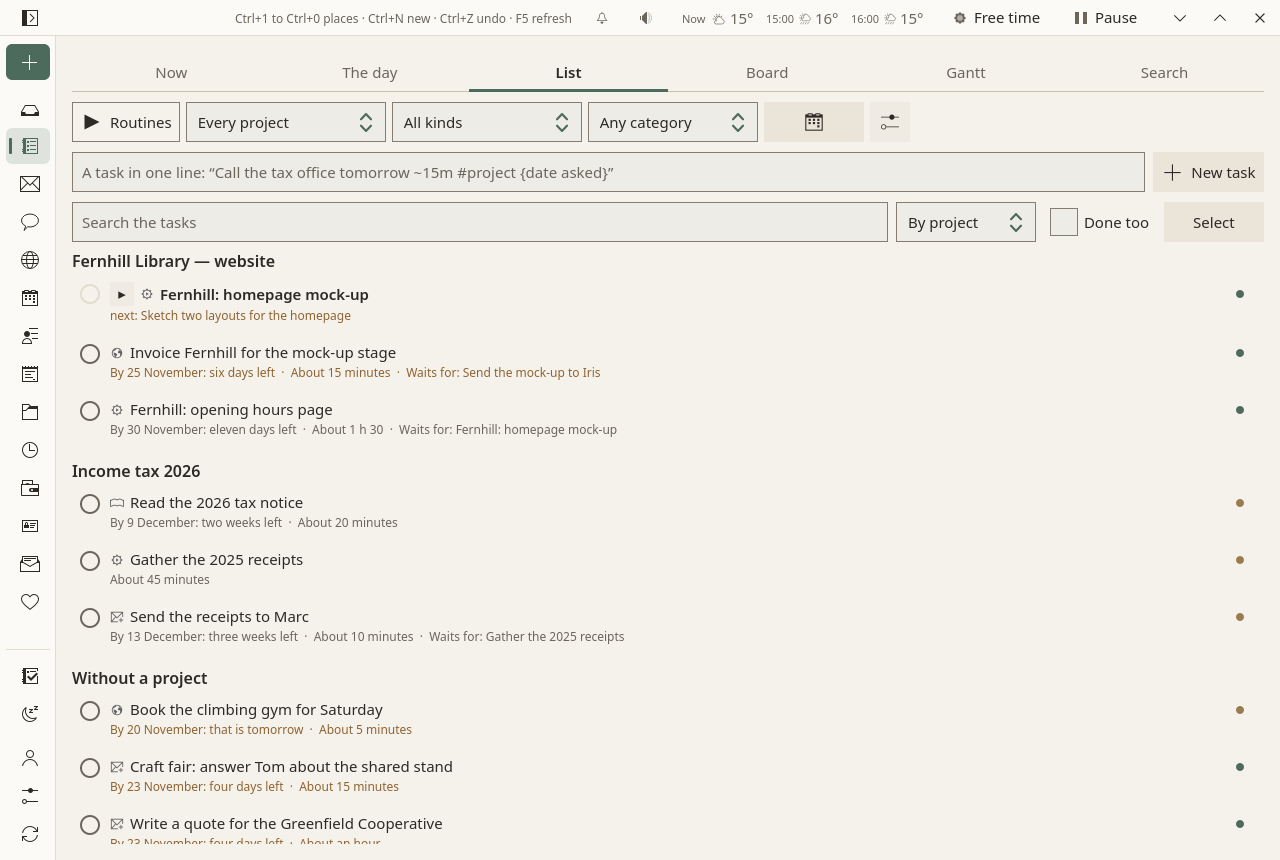 Ctrl+1 to Ctrl+0 places · Ctrl+N new · Ctrl+Z undo · F5 refresh
Now 15° 15:00 16° 16:00 15° Free time Pause
Now The day List Board Gantt Search
Routines Every project All kinds Any category
A task in one line: “Call the tax office tomorrow ~15m #project {date asked}” New task
Search the tasks By project Done too Select
Fernhill Library — website
Fernhill: homepage mock-up
next: Sketch two layouts for the homepage
Invoice Fernhill for the mock-up stage
By 25 November: six days left · About 15 minutes · Waits for: Send the mock-up to Iris
Fernhill: opening hours page
By 30 November: eleven days left · About 1 h 30 · Waits for: Fernhill: homepage mock-up
Income tax 2026
Read the 2026 tax notice
By 9 December: two weeks left · About 20 minutes
Gather the 2025 receipts
About 45 minutes
Send the receipts to Marc
By 13 December: three weeks left · About 10 minutes · Waits for: Gather the 2025 receipts
Without a project
Book the climbing gym for Saturday
By 20 November: that is tomorrow · About 5 minutes
Craft fair: answer Tom about the shared stand
By 23 November: four days left · About 15 minutes
Write a quote for the Greenfield Cooperative
By 23 November: four days left · About an hour